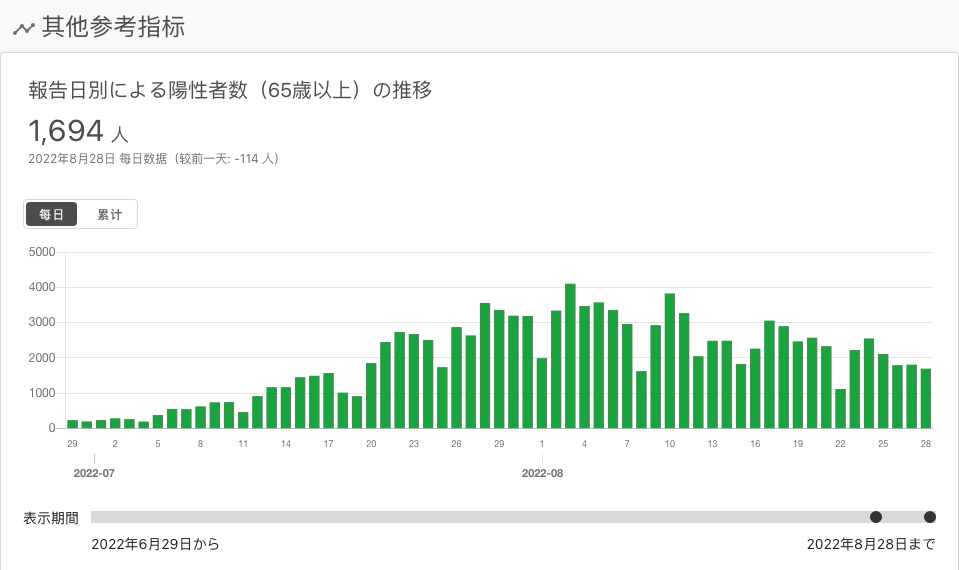 其他参考指标
報告日別による陽性者数（65歳以上）の推移
1,694 人
2022年8月28日 每日数据（较前一天: -114 人）
每日 累计
5000
4000
3000
2000
1000
0
29 2 5 8 11 14 17 20 23 26 29 1 4 7 10 13 16 19 22 25 28
2022-07 2022-08
表示期間
2022年6月29日から 2022年8月28日まで